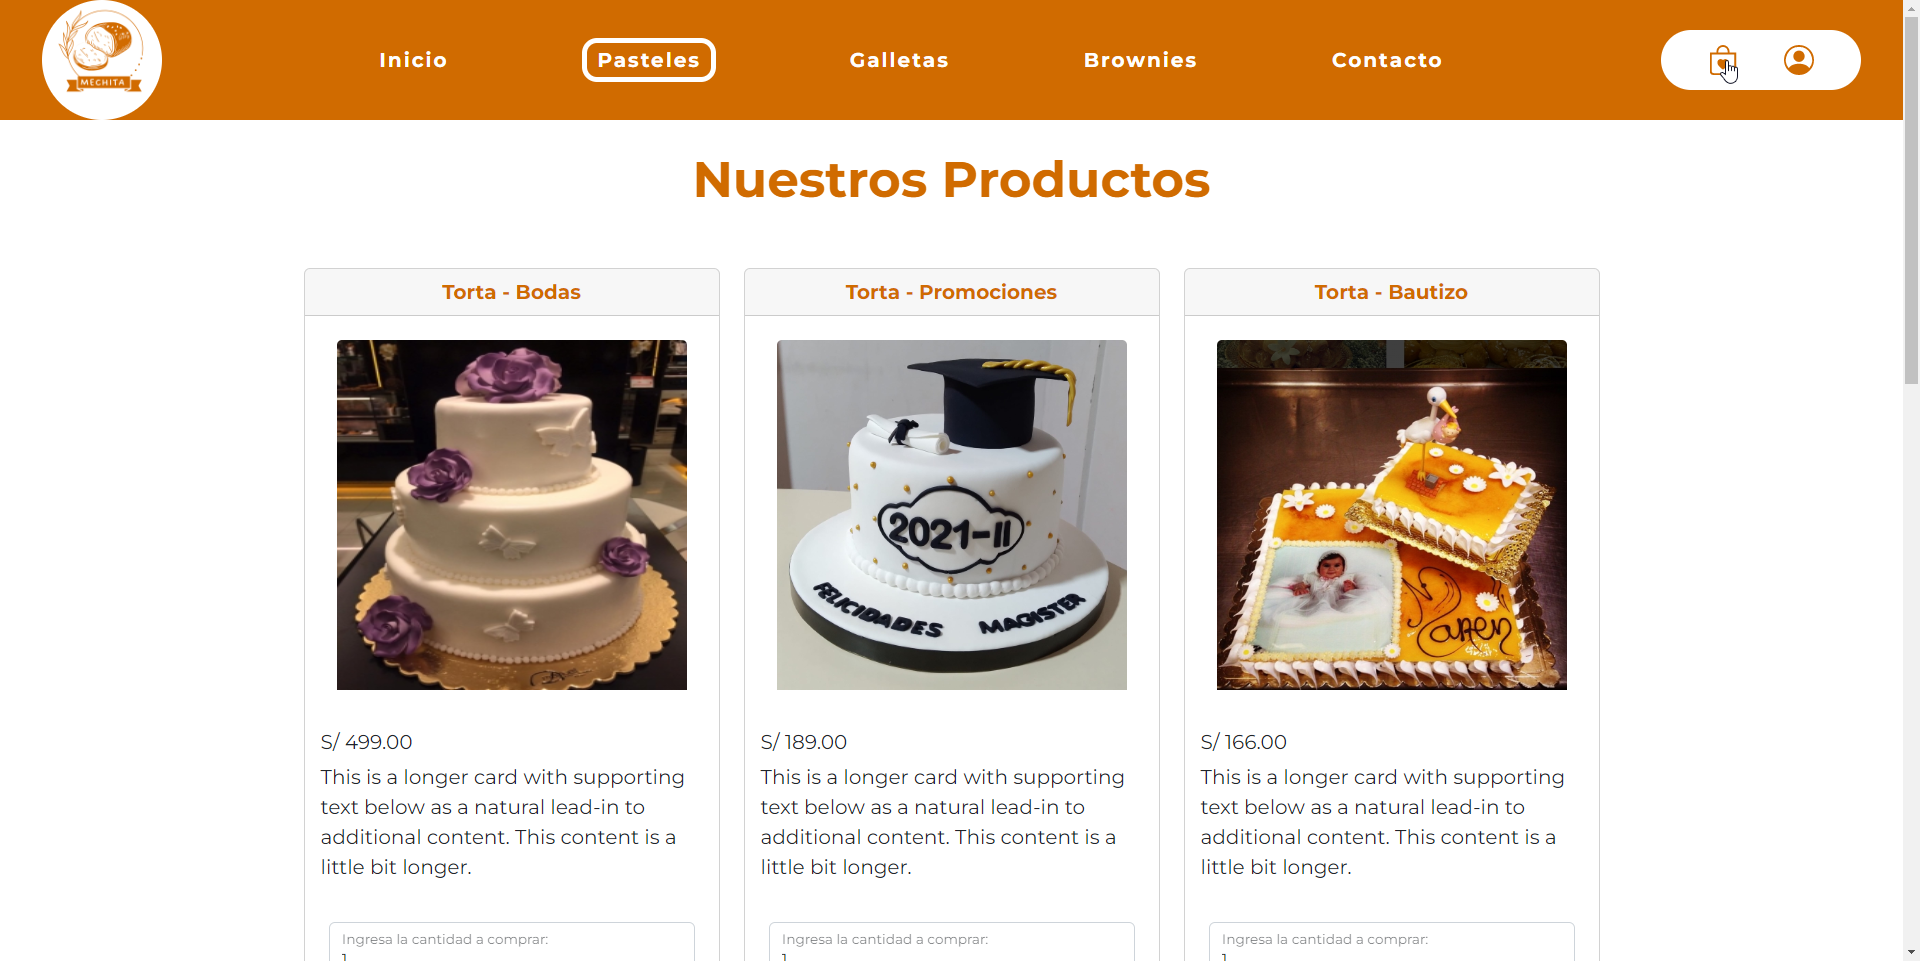 MECHITA
Inicio
Pasteles
Galletas
Brownies
Contacto
Nuestros Productos
Torta - Bodas
Torta - Promociones
2021-II
FELICIDADES MAGISTER
Torta - Bautizo
Caren
S/ 499.00
This is a longer card with supporting
text below as a natural lead-in to
additional content. This content is a
little bit longer.
S/ 189.00
This is a longer card with supporting
text below as a natural lead-in to
additional content. This content is a
little bit longer.
S/ 166.00
This is a longer card with supporting
text below as a natural lead-in to
additional content. This content is a
little bit longer.
Ingresa la cantidad a comprar:
1
Ingresa la cantidad a comprar:
1
Ingresa la cantidad a comprar:
1